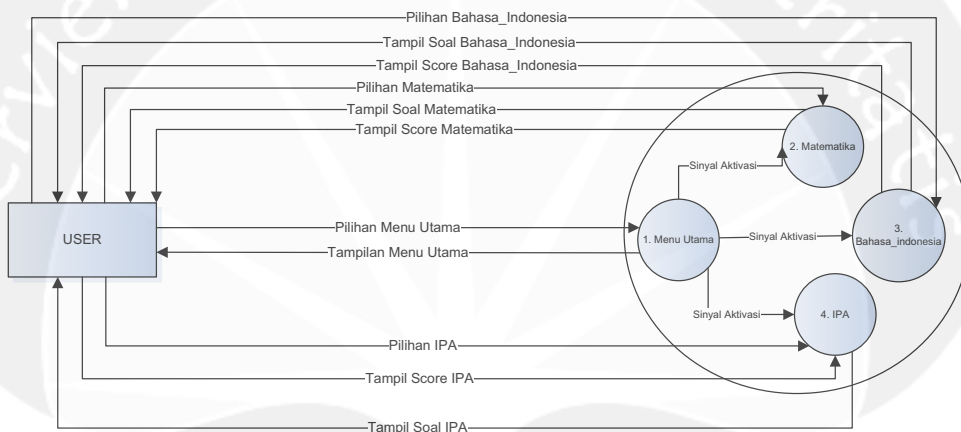 Pilihan Bahasa_Indonesia
Tampil Soal Bahasa_Indonesia
Tampil Score Bahasa_Indonesia
Pilihan Matematika
Tampil Soal Matematika
Tampil Score Matematika
2. Matematika
Sinyal Aktivasi
USER
Pilihan Menu Utama
Tampilan Menu Utama
1. Menu Utama
Sinyal Aktivasi
3.
Bahasa_indonesia
Sinyal Aktivasi
4. IPA
Pilihan IPA
Tampil Score IPA
Tampil Soal IPA